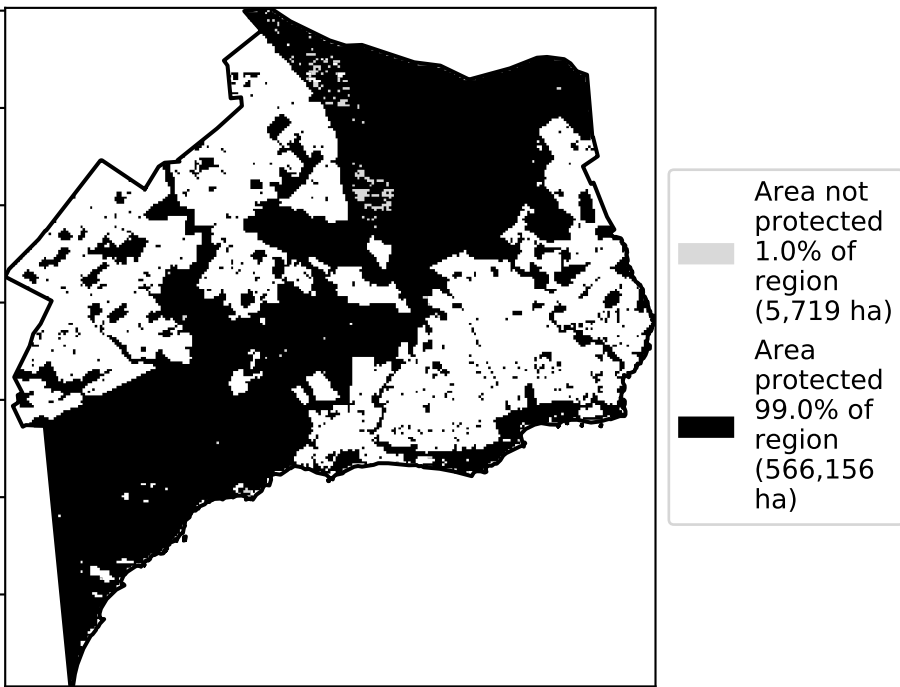 Area not
protected
1.0% of
region
(5,719 ha)
Area
protected
99.0% of
region
(566,156
ha)